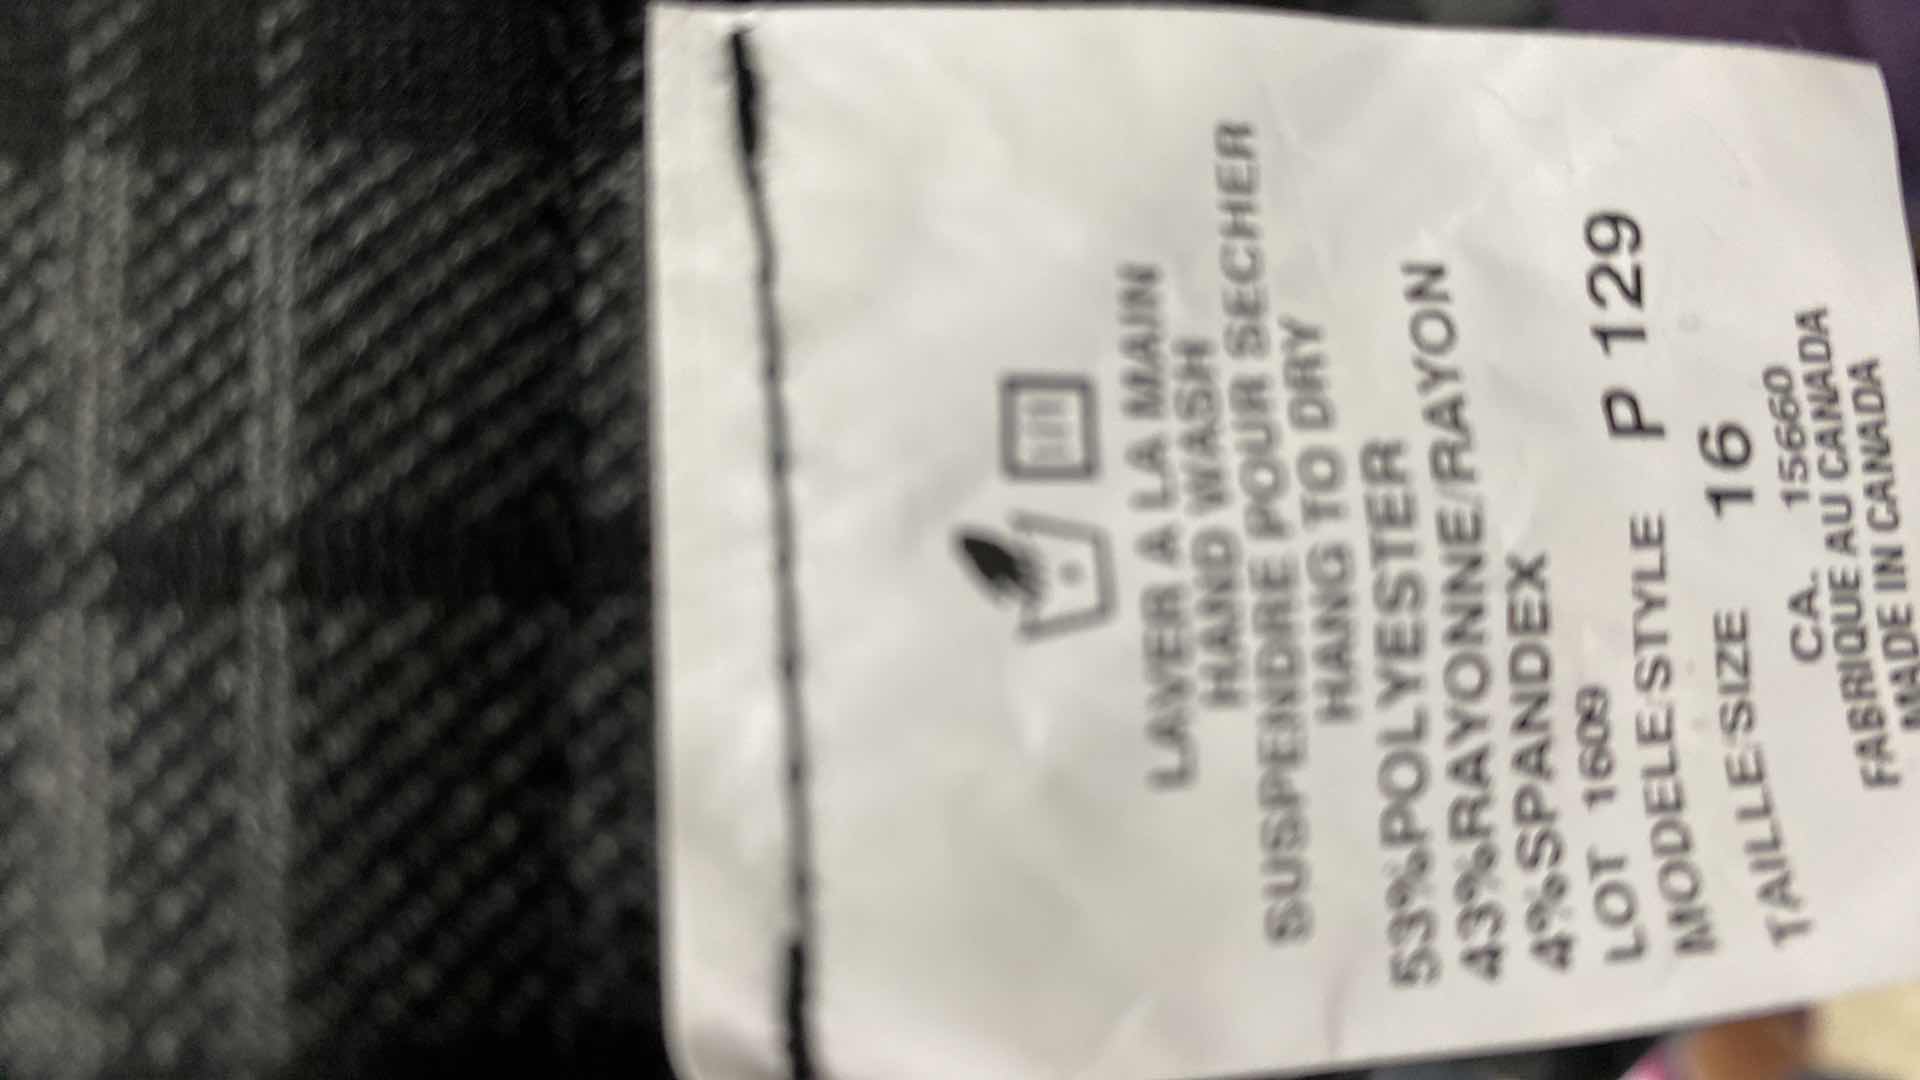 LAVER A LA MAIN
HAND WASH
SUSPENDRE POUR SECHER
HANG TO DRY
53%POLYESTER
43%RAYONNE/RAYON
4%SPANDEX
LOT 1609
MODELE/STYLE P 129
TAILLE/SIZE 16
CA. 15660
FABRIQUE AU CANADA
MADE IN CANADA